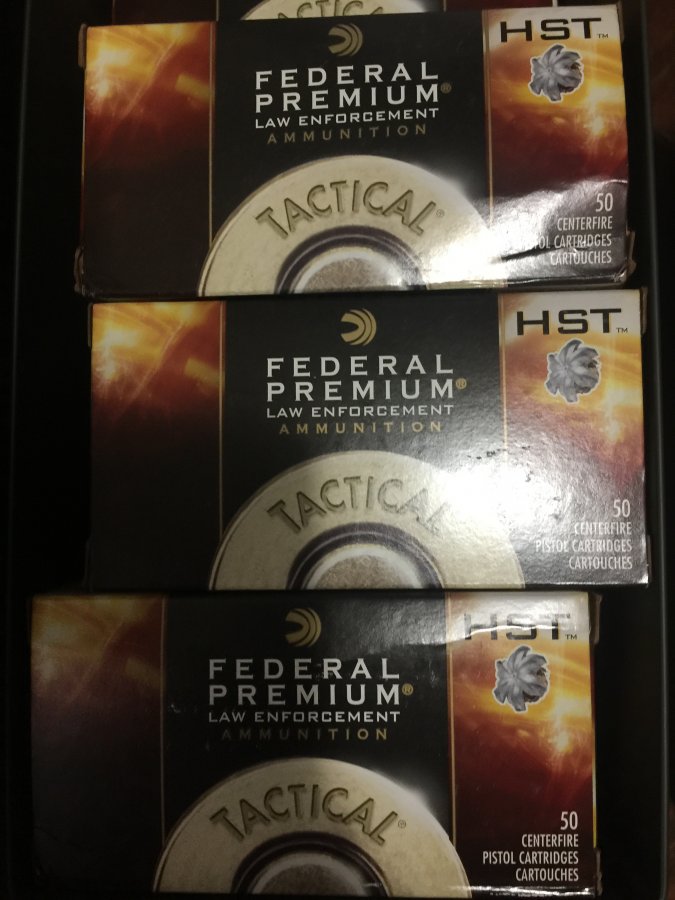 TACTICAL
HST™
FEDERAL
PREMIUM®
LAW ENFORCEMENT
AMMUNITION
TACTICAL®
50
CENTERFIRE
PISTOL CARTRIDGES
CARTOUCHES
HST™
FEDERAL
PREMIUM®
LAW ENFORCEMENT
AMMUNITION
TACTICAL
50
CENTERFIRE
PISTOL CARTRIDGES
CARTOUCHES
HST™
FEDERAL
PREMIUM®
LAW ENFORCEMENT
AMMUNITION
TACTICAL®
50
CENTERFIRE
PISTOL CARTRIDGES
CARTOUCHES